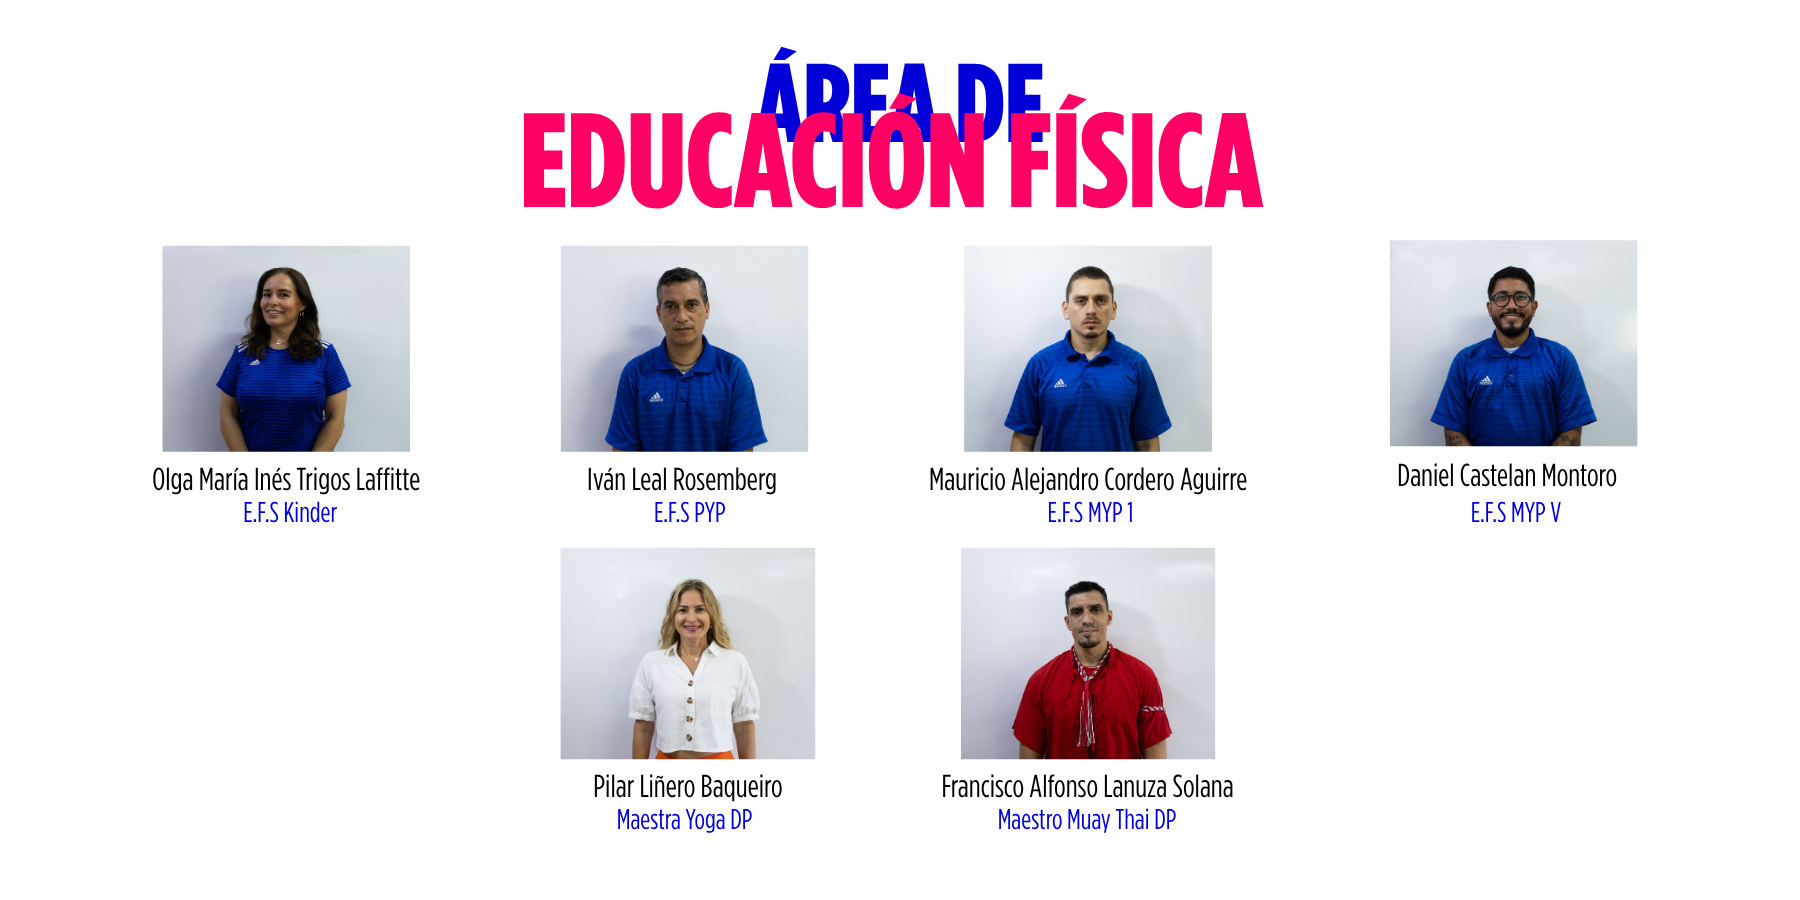 ÁREA DE
EDUCACIÓN FÍSICA
Olga María Inés Trigos Laffitte
E.F.S Kinder
Iván Leal Rosemberg
E.F.S PYP
Mauricio Alejandro Cordero Aguirre
E.F.S MYP 1
Daniel Castelan Montoro
E.F.S MYP V
Pilar Liñero Baqueiro
Maestra Yoga DP
Francisco Alfonso Lanuza Solana
Maestro Muay Thai DP